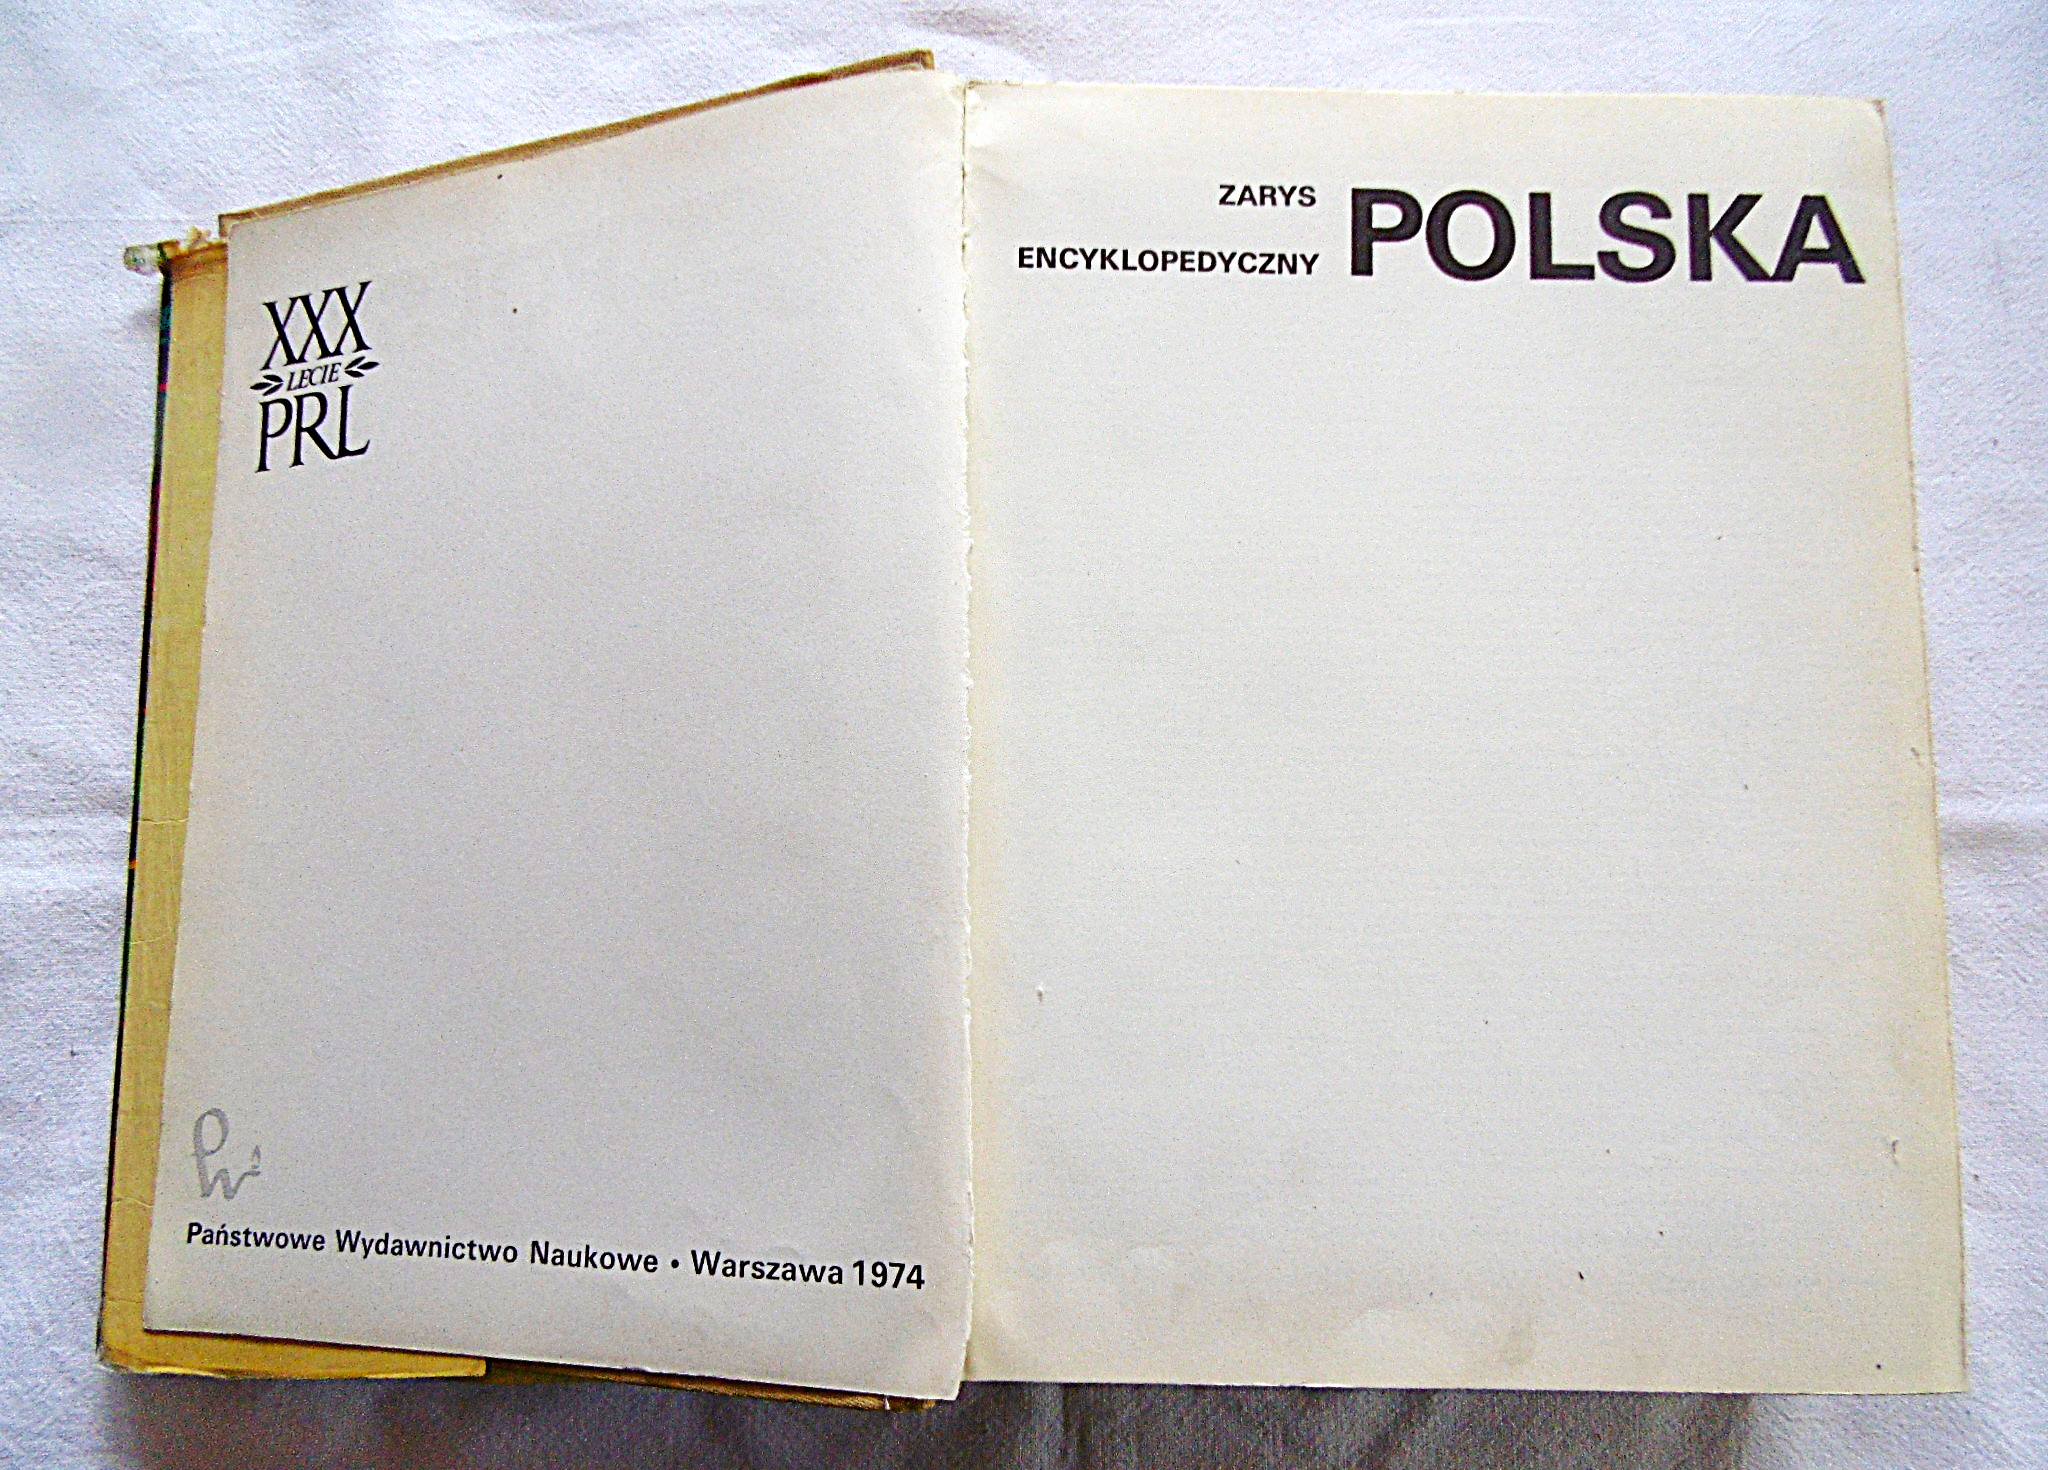 XXX
LECIE
PRL
Państwowe Wydawnictwo Naukowe • Warszawa 1974
ZARYS
ENCYKLOPEDYCZNY
POLSKA